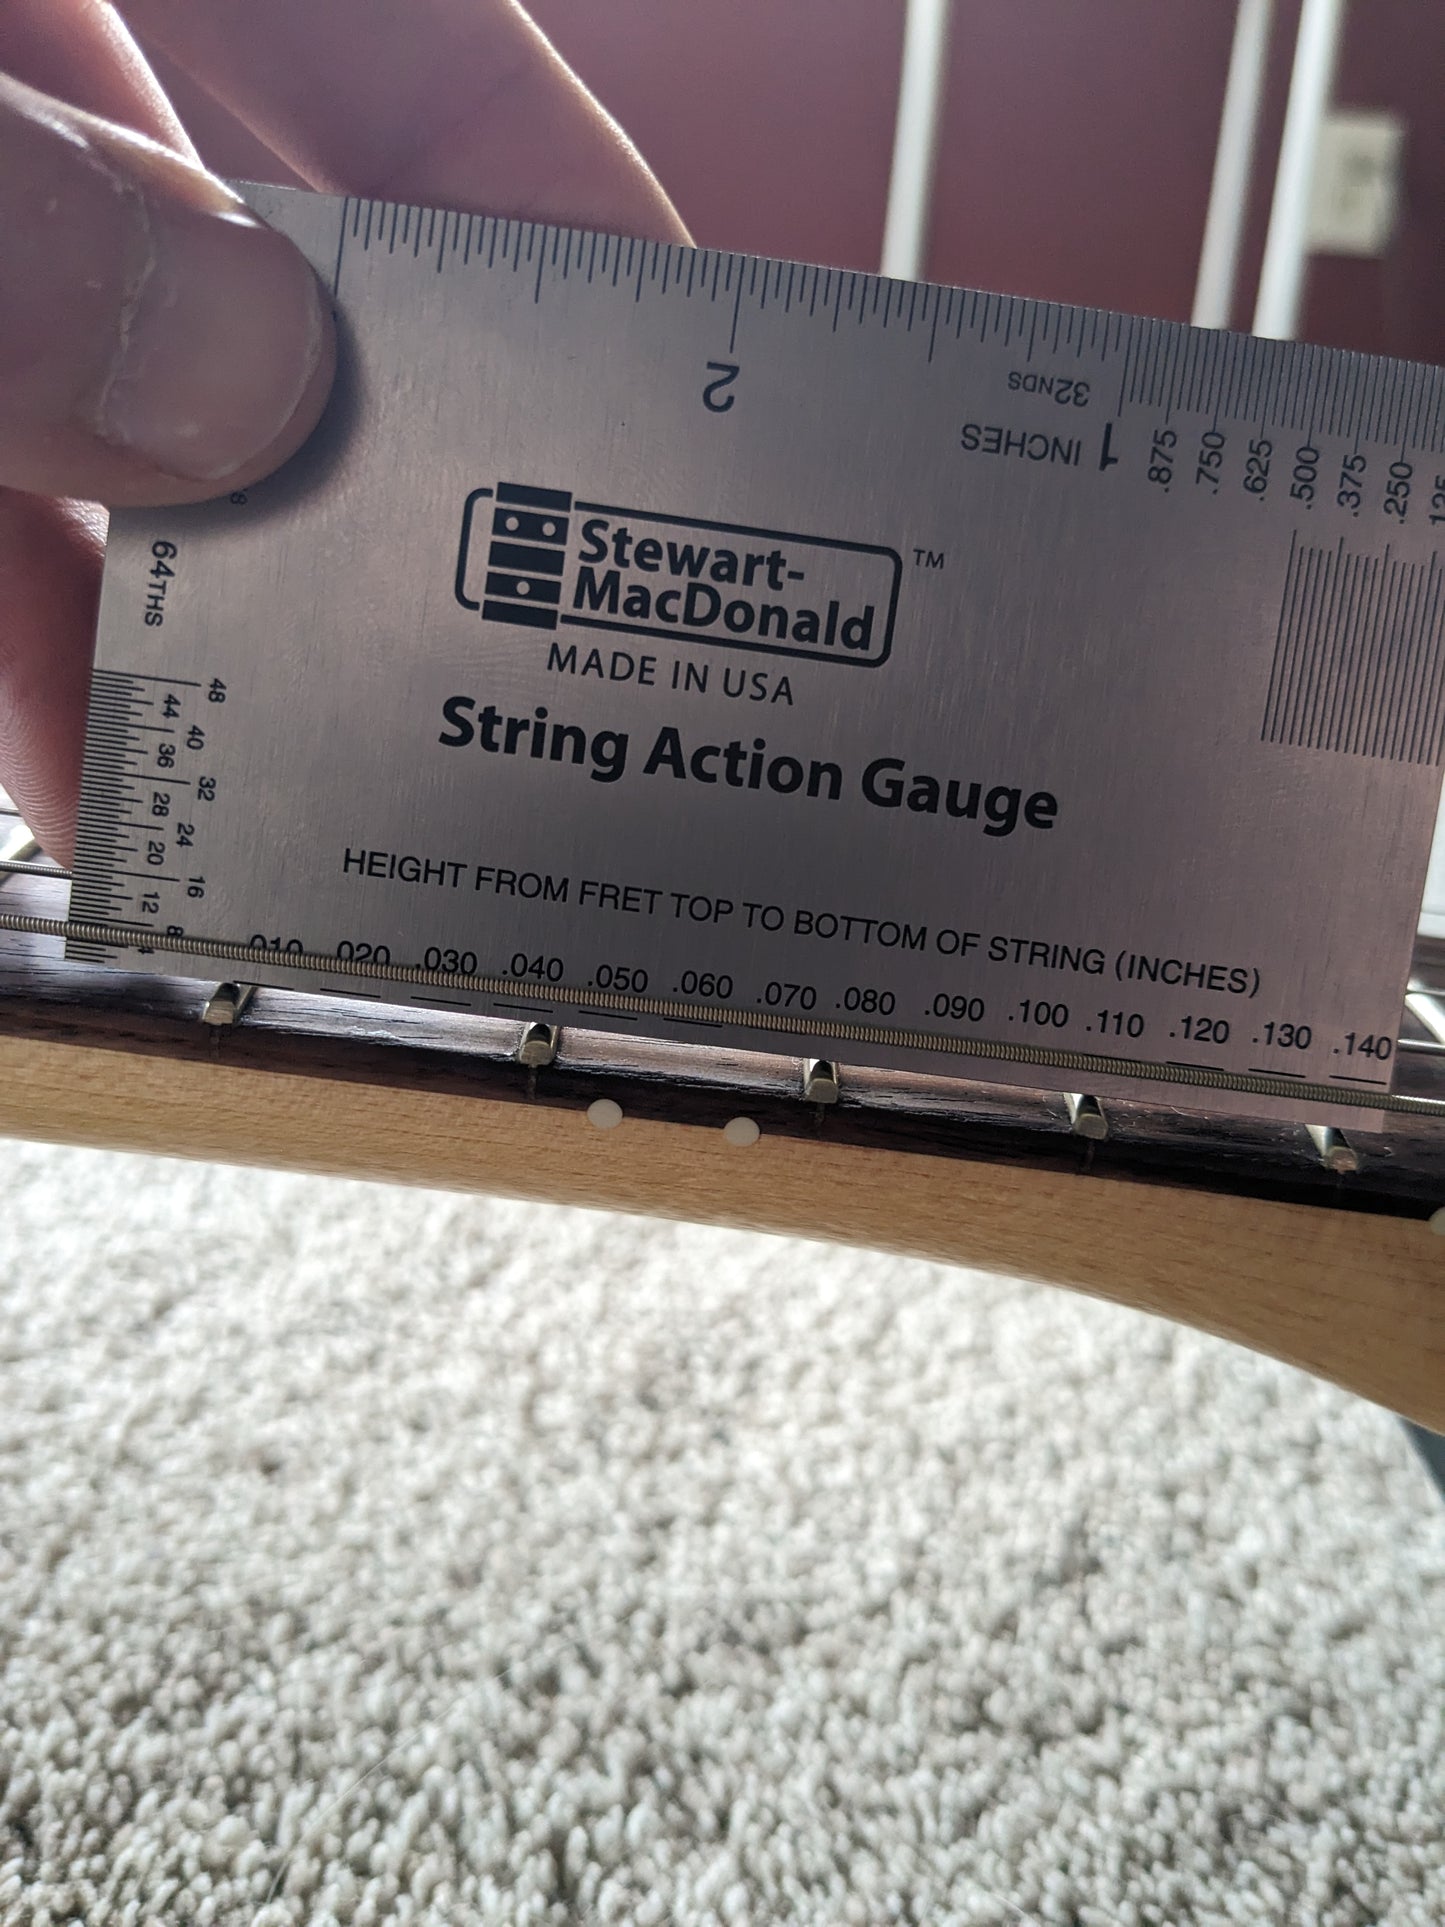 2
32NDS
INCHES 1
.875 .750 .625 .500 .375 .250
Stewart-
MacDonald
TM
MADE IN USA
String Action Gauge
64THS
48
44
40
36
32
28
24
20
16
12
8
4
HEIGHT FROM FRET TOP TO BOTTOM OF STRING (INCHES)
.010 .020 .030 .040 .050 .060 .070 .080 .090 .100 .110 .120 .130 .140